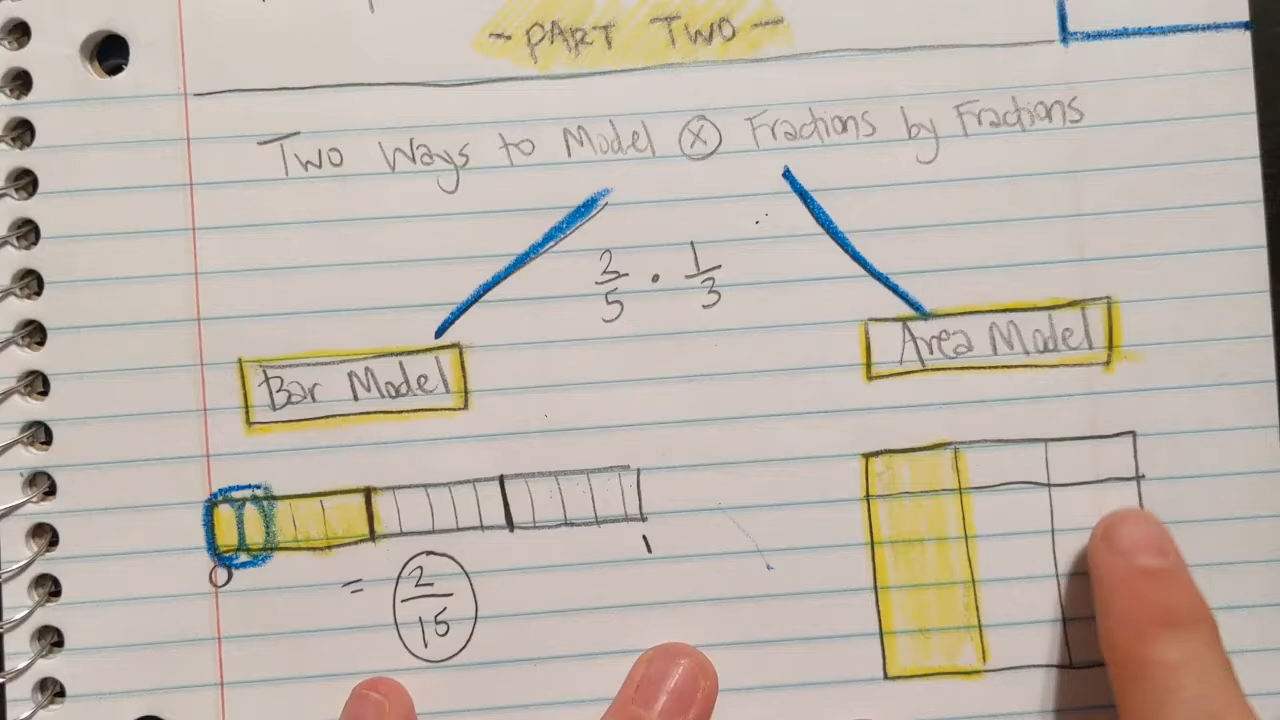 - PART TWO -
Two Ways to Model ⓧ Fractions by Fractions
2/5 · 1/3
Bar Model
Area Model
0
1
= 2/15